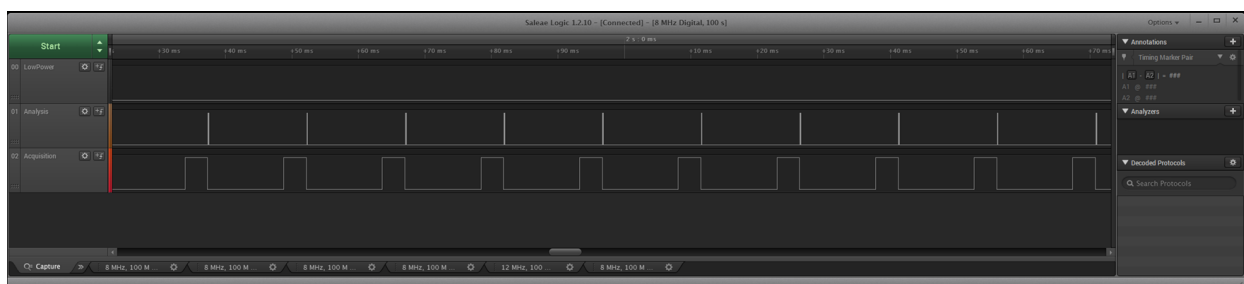 Saleae Logic 1.2.10 - [Connected] - [8 MHz Digital, 100 s]
Options
Start
2 s : 0 ms
+30 ms +40 ms +50 ms +60 ms +70 ms +80 ms +90 ms +10 ms +20 ms +30 ms +40 ms +50 ms +60 ms +70 ms
00 LowPower
01 Analysis
02 Acquisition
Annotations
Timing Marker Pair
| A1 - A2 | = ###
A1 @ ###
A2 @ ###
Analyzers
Decoded Protocols
Search Protocols
Capture
8 MHz, 100 M ...
8 MHz, 100 M ...
8 MHz, 100 M ...
8 MHz, 100 M ...
12 MHz, 100 ...
8 MHz, 100 M ...